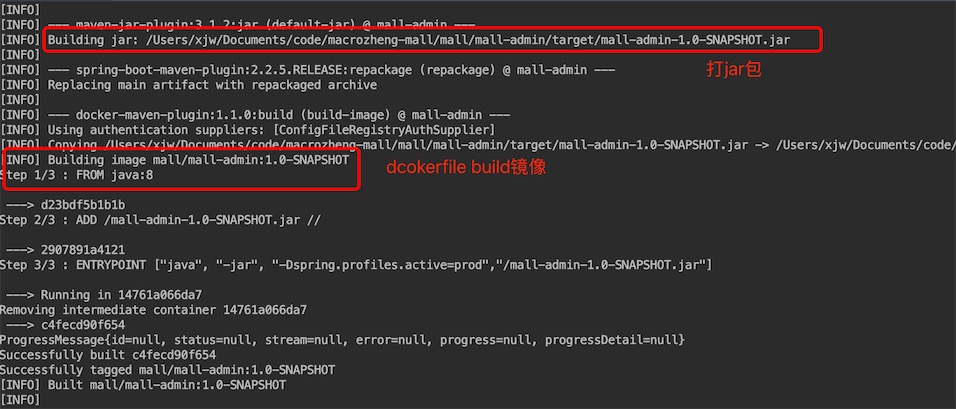 [INFO]
[INFO] --- maven-jar-plugin:3.1.2:jar (default-jar) @ mall-admin ---
[INFO] Building jar: /Users/xjw/Documents/code/macrozheng-mall/mall/mall-admin/target/mall-admin-1.0-SNAPSHOT.jar
[INFO]
打jar包
[INFO] --- spring-boot-maven-plugin:2.2.5.RELEASE:repackage (repackage) @ mall-admin ---
[INFO] Replacing main artifact with repackaged archive
[INFO]
[INFO] --- docker-maven-plugin:1.1.0:build (build-image) @ mall-admin ---
[INFO] Using authentication suppliers: [ConfigFileRegistryAuthSupplier]
[INFO] Copying /Users/xjw/Documents/code/macrozheng-mall/mall/mall-admin/target/mall-admin-1.0-SNAPSHOT.jar -> /Users/xjw/Documents/code/
[INFO] Building image mall/mall-admin:1.0-SNAPSHOT
dcokerfile build镜像
Step 1/3 : FROM java:8
---> d23bdf5b1b1b
Step 2/3 : ADD /mall-admin-1.0-SNAPSHOT.jar //
---> 2907891a4121
Step 3/3 : ENTRYPOINT ["java", "-jar", "-Dspring.profiles.active=prod","/mall-admin-1.0-SNAPSHOT.jar"]
---> Running in 14761a066da7
Removing intermediate container 14761a066da7
---> c4fecd90f654
ProgressMessage{id=null, status=null, stream=null, error=null, progress=null, progressDetail=null}
Successfully built c4fecd90f654
Successfully tagged mall/mall-admin:1.0-SNAPSHOT
[INFO] Built mall/mall-admin:1.0-SNAPSHOT
[INFO]